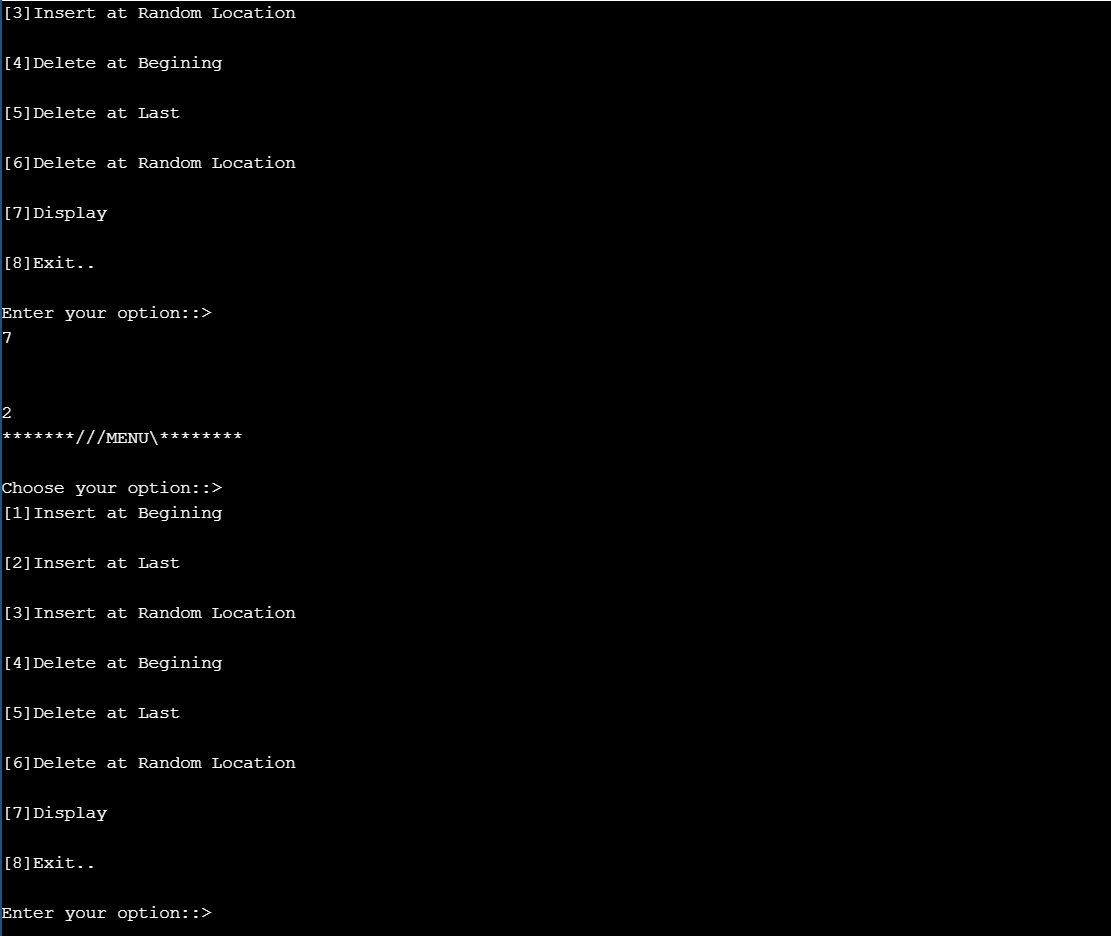 [3]Insert at Random Location
[4]Delete at Begining
[5]Delete at Last
[6]Delete at Random Location
[7]Display
[8]Exit..
Enter your option::>
7
2
*******///MENU\********
Choose your option::>
[1]Insert at Begining
[2]Insert at Last
[3]Insert at Random Location
[4]Delete at Begining
[5]Delete at Last
[6]Delete at Random Location
[7]Display
[8]Exit..
Enter your option::>